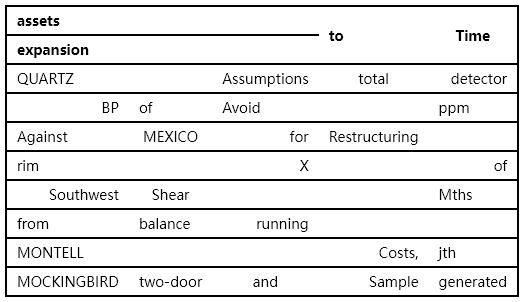 assets
to Time
expansion
QUARTZ Assumptions total detector
BP of Avoid ppm
Against MEXICO for Restructuring
rim X of
Southwest Shear Mths
from balance running
MONTELL Costs, jth
MOCKINGBIRD two-door and Sample generated